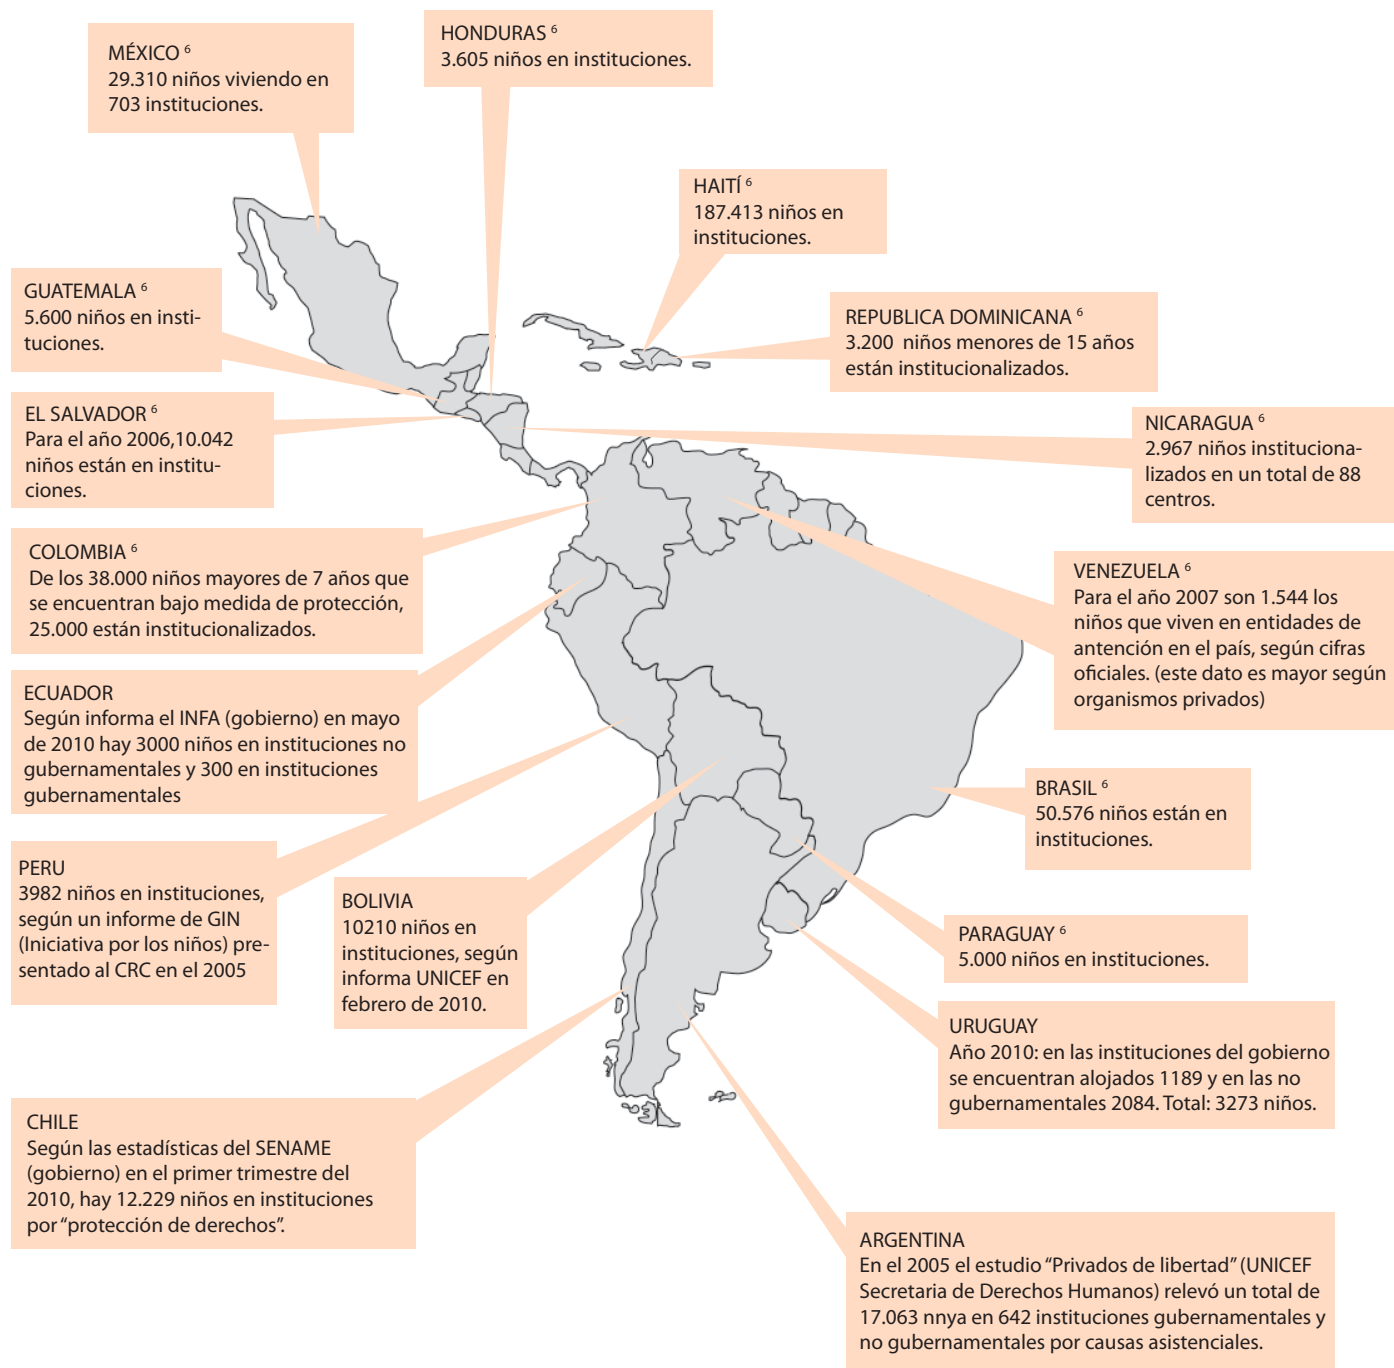 MÉXICO ⁶
29.310 niños viviendo en
703 instituciones.
HONDURAS ⁶
3.605 niños en instituciones.
HAITÍ ⁶
187.413 niños en
instituciones.
GUATEMALA ⁶
5.600 niños en insti-
tuciones.
REPUBLICA DOMINICANA ⁶
3.200 niños menores de 15 años
están institucionalizados.
EL SALVADOR ⁶
Para el año 2006,10.042
niños están en institu-
ciones.
NICARAGUA ⁶
2.967 niños instituciona-
lizados en un total de 88
centros.
COLOMBIA ⁶
De los 38.000 niños mayores de 7 años que
se encuentran bajo medida de protección,
25.000 están institucionalizados.
VENEZUELA ⁶
Para el año 2007 son 1.544 los
niños que viven en entidades de
antención en el país, según cifras
oficiales. (este dato es mayor según
organismos privados)
ECUADOR
Según informa el INFA (gobierno) en mayo
de 2010 hay 3000 niños en instituciones no
gubernamentales y 300 en instituciones
gubernamentales
BRASIL ⁶
50.576 niños están en
instituciones.
PERU
3982 niños en instituciones,
según un informe de GIN
(Iniciativa por los niños) pre-
sentado al CRC en el 2005
BOLIVIA
10210 niños en
instituciones, según
informa UNICEF en
febrero de 2010.
PARAGUAY ⁶
5.000 niños en instituciones.
URUGUAY
Año 2010: en las instituciones del gobierno
se encuentran alojados 1189 y en las no
gubernamentales 2084. Total: 3273 niños.
CHILE
Según las estadísticas del SENAME
(gobierno) en el primer trimestre del
2010, hay 12.229 niños en instituciones
por “protección de derechos”.
ARGENTINA
En el 2005 el estudio “Privados de libertad” (UNICEF
Secretaria de Derechos Humanos) relevó un total de
17.063 nnya en 642 instituciones gubernamentales y
no gubernamentales por causas asistenciales.